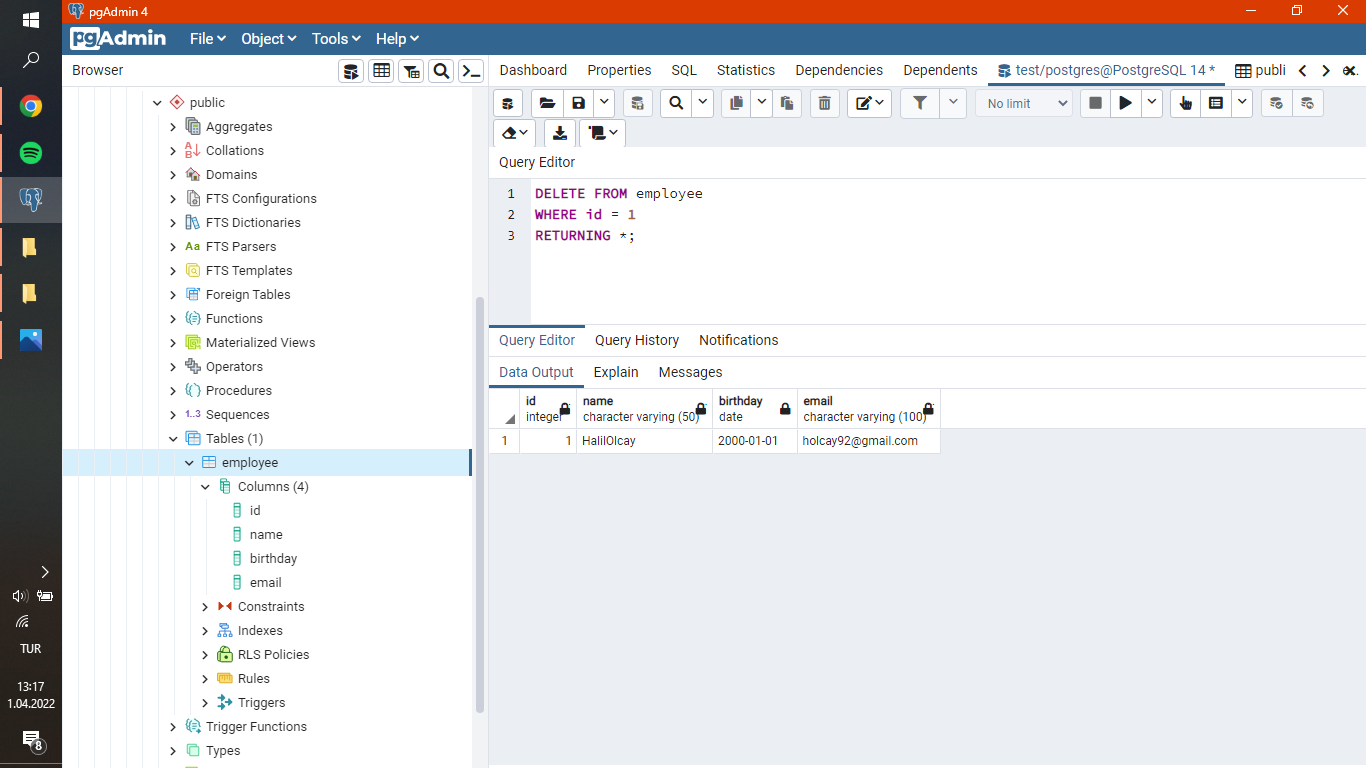 pgAdmin 4
pgAdmin File Object Tools Help
Browser
Dashboard Properties SQL Statistics Dependencies Dependents test/postgres@PostgreSQL 14 * publi
No limit
public
Aggregates
Collations
Domains
FTS Configurations
FTS Dictionaries
Aa FTS Parsers
FTS Templates
Foreign Tables
Functions
Materialized Views
Operators
Procedures
1..3 Sequences
Tables (1)
employee
Columns (4)
id
name
birthday
email
Constraints
Indexes
RLS Policies
Rules
Triggers
Trigger Functions
Types
Query Editor
1 DELETE FROM employee
2 WHERE id = 1
3 RETURNING *;
Query Editor Query History Notifications
Data Output Explain Messages
id name birthday email
integer character varying (50) date character varying (100)
1 1 HalilOlcay 2000-01-01 holcay92@gmail.com
TUR
13:17
1.04.2022
8